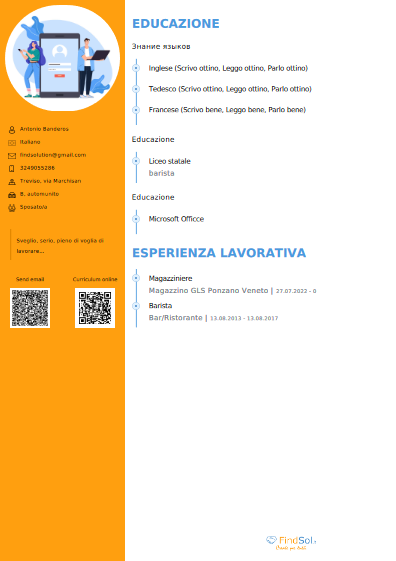 Antonio Banderas
Italiano
findsolution@gmail.com
3249055286
Treviso, via Marchisan
B, automunito
Sposato/a
Sveglio, serio, pieno di voglia di
lavorare...
Send email
Curriculum online
EDUCAZIONE
Знание языков
Inglese (Scrivo ottino, Leggo ottino, Parlo ottino)
Tedesco (Scrivo ottino, Leggo ottino, Parlo ottino)
Francese (Scrivo bene, Leggo bene, Parlo bene)
Educazione
Liceo statale
barista
Educazione
Microsoft Officce
ESPERIENZA LAVORATIVA
Magazziniere
Magazzino GLS Ponzano Veneto | 27.07.2022 - 0
Barista
Bar/Ristorante | 13.08.2013 - 13.08.2017
FindSol